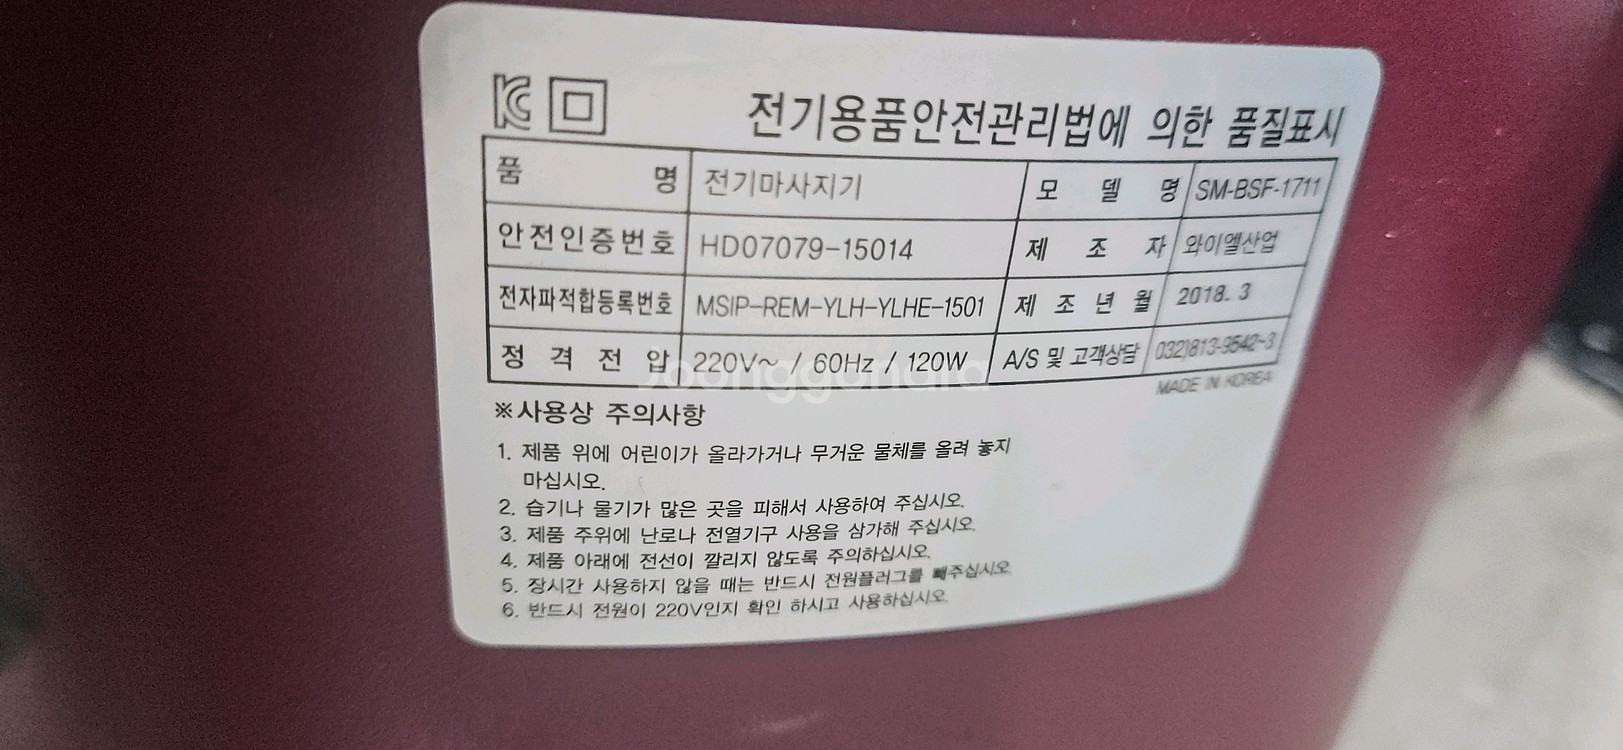 전기용품안전관리법에 의한 품질표시
품 명 전기마사지기 모 델 명 SM-BSF-1711
안전인증번호 HD07079-15014 제 조 자 와이엘산업
전자파적합등록번호 MSIP-REM-YLH-YLHE-1501 제 조 년 월 2018. 3
정 격 전 압 220V~ / 60Hz / 120W A/S 및 고객상담 032)813-9542~3
MADE IN KOREA
joonggonara
※사용상 주의사항
1. 제품 위에 어린이가 올라가거나 무거운 물체를 올려 놓지
마십시오.
2. 습기나 물기가 많은 곳을 피해서 사용하여 주십시오.
3. 제품 주위에 난로나 전열기구 사용을 삼가해 주십시오.
4. 제품 아래에 전선이 깔리지 않도록 주의하십시오.
5. 장시간 사용하지 않을 때는 반드시 전원플러그를 빼주십시오
6. 반드시 전원이 220V인지 확인 하시고 사용하십시오.